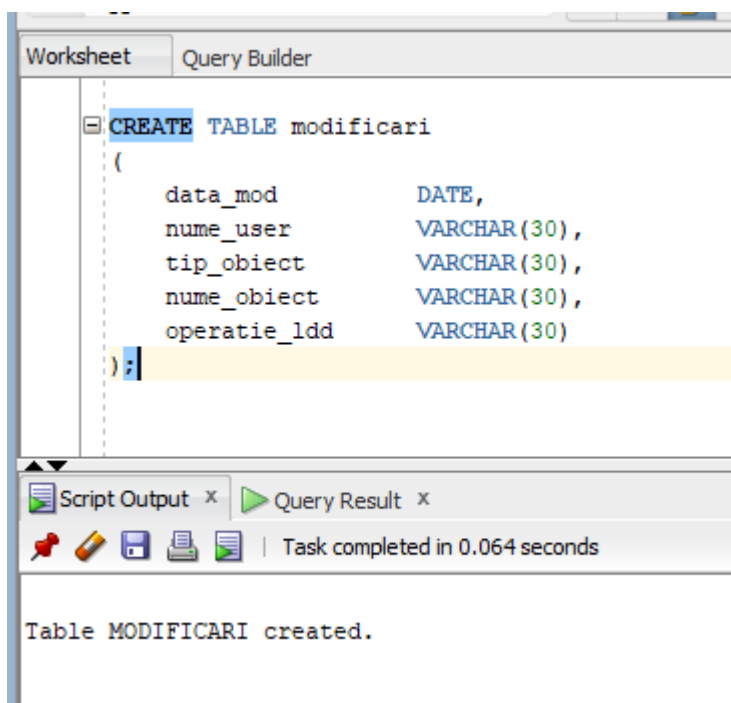 Worksheet Query Builder
CREATE TABLE modificari
(
data_mod DATE,
nume_user VARCHAR(30),
tip_obiect VARCHAR(30),
nume_obiect VARCHAR(30),
operatie_ldd VARCHAR(30)
);
Script Output x Query Result x
| Task completed in 0.064 seconds
Table MODIFICARI created.